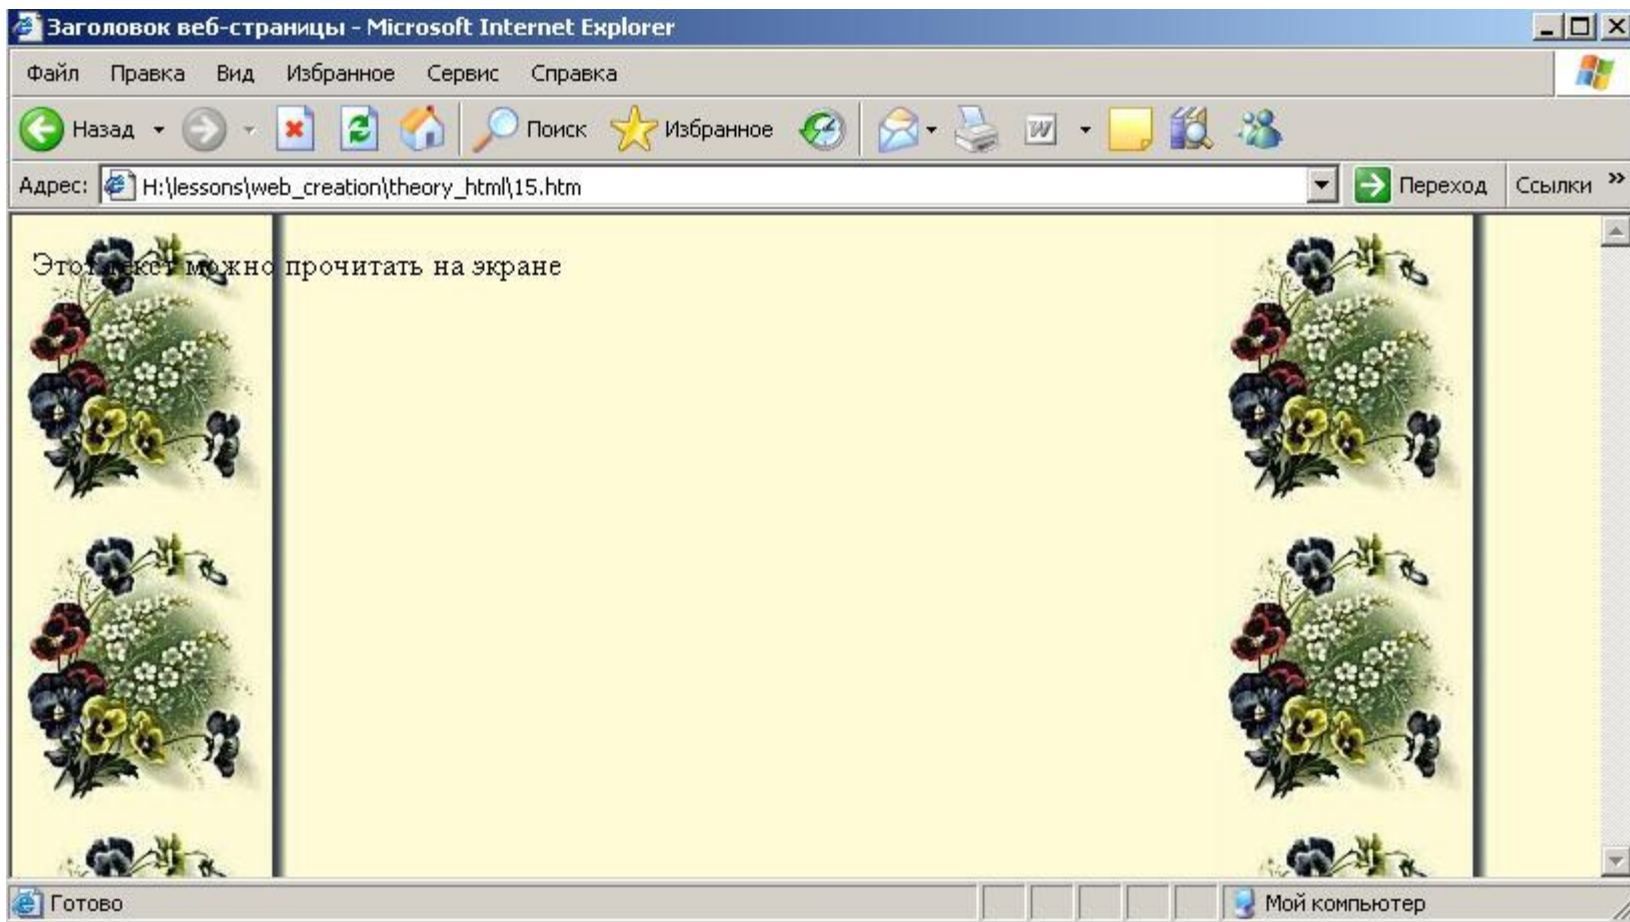 Заголовок веб-страницы - Microsoft Internet Explorer
Файл Правка Вид Избранное Сервис Справка
Назад Поиск Избранное W
Адрес: H:\lessons\web_creation\theory_html\15.htm Переход Ссылки »
Этот текст можно прочитать на экране
Готово Мой компьютер